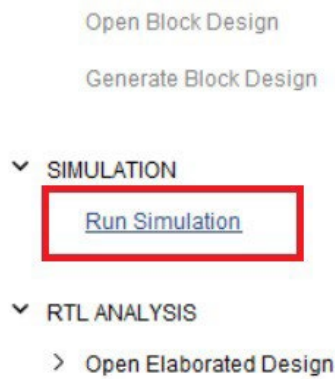 Open Block Design
Generate Block Design
SIMULATION
Run Simulation
RTL ANALYSIS
Open Elaborated Design